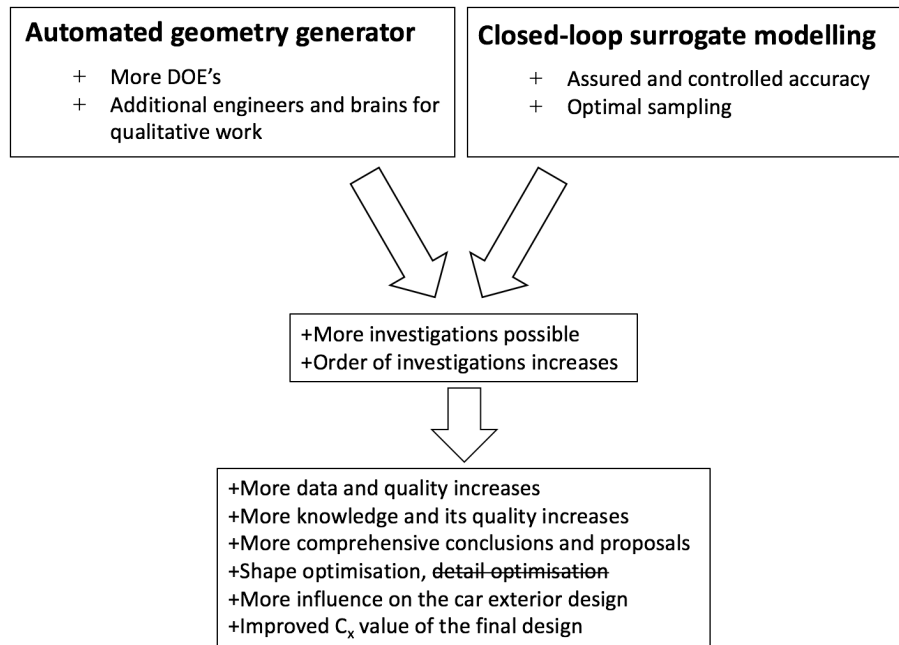 Automated geometry generator
+ More DOE's
+ Additional engineers and brains for
qualitative work
Closed-loop surrogate modelling
+ Assured and controlled accuracy
+ Optimal sampling
+More investigations possible
+Order of investigations increases
+More data and quality increases
+More knowledge and its quality increases
+More comprehensive conclusions and proposals
+Shape optimisation, detail optimisation
+More influence on the car exterior design
+Improved Cx value of the final design